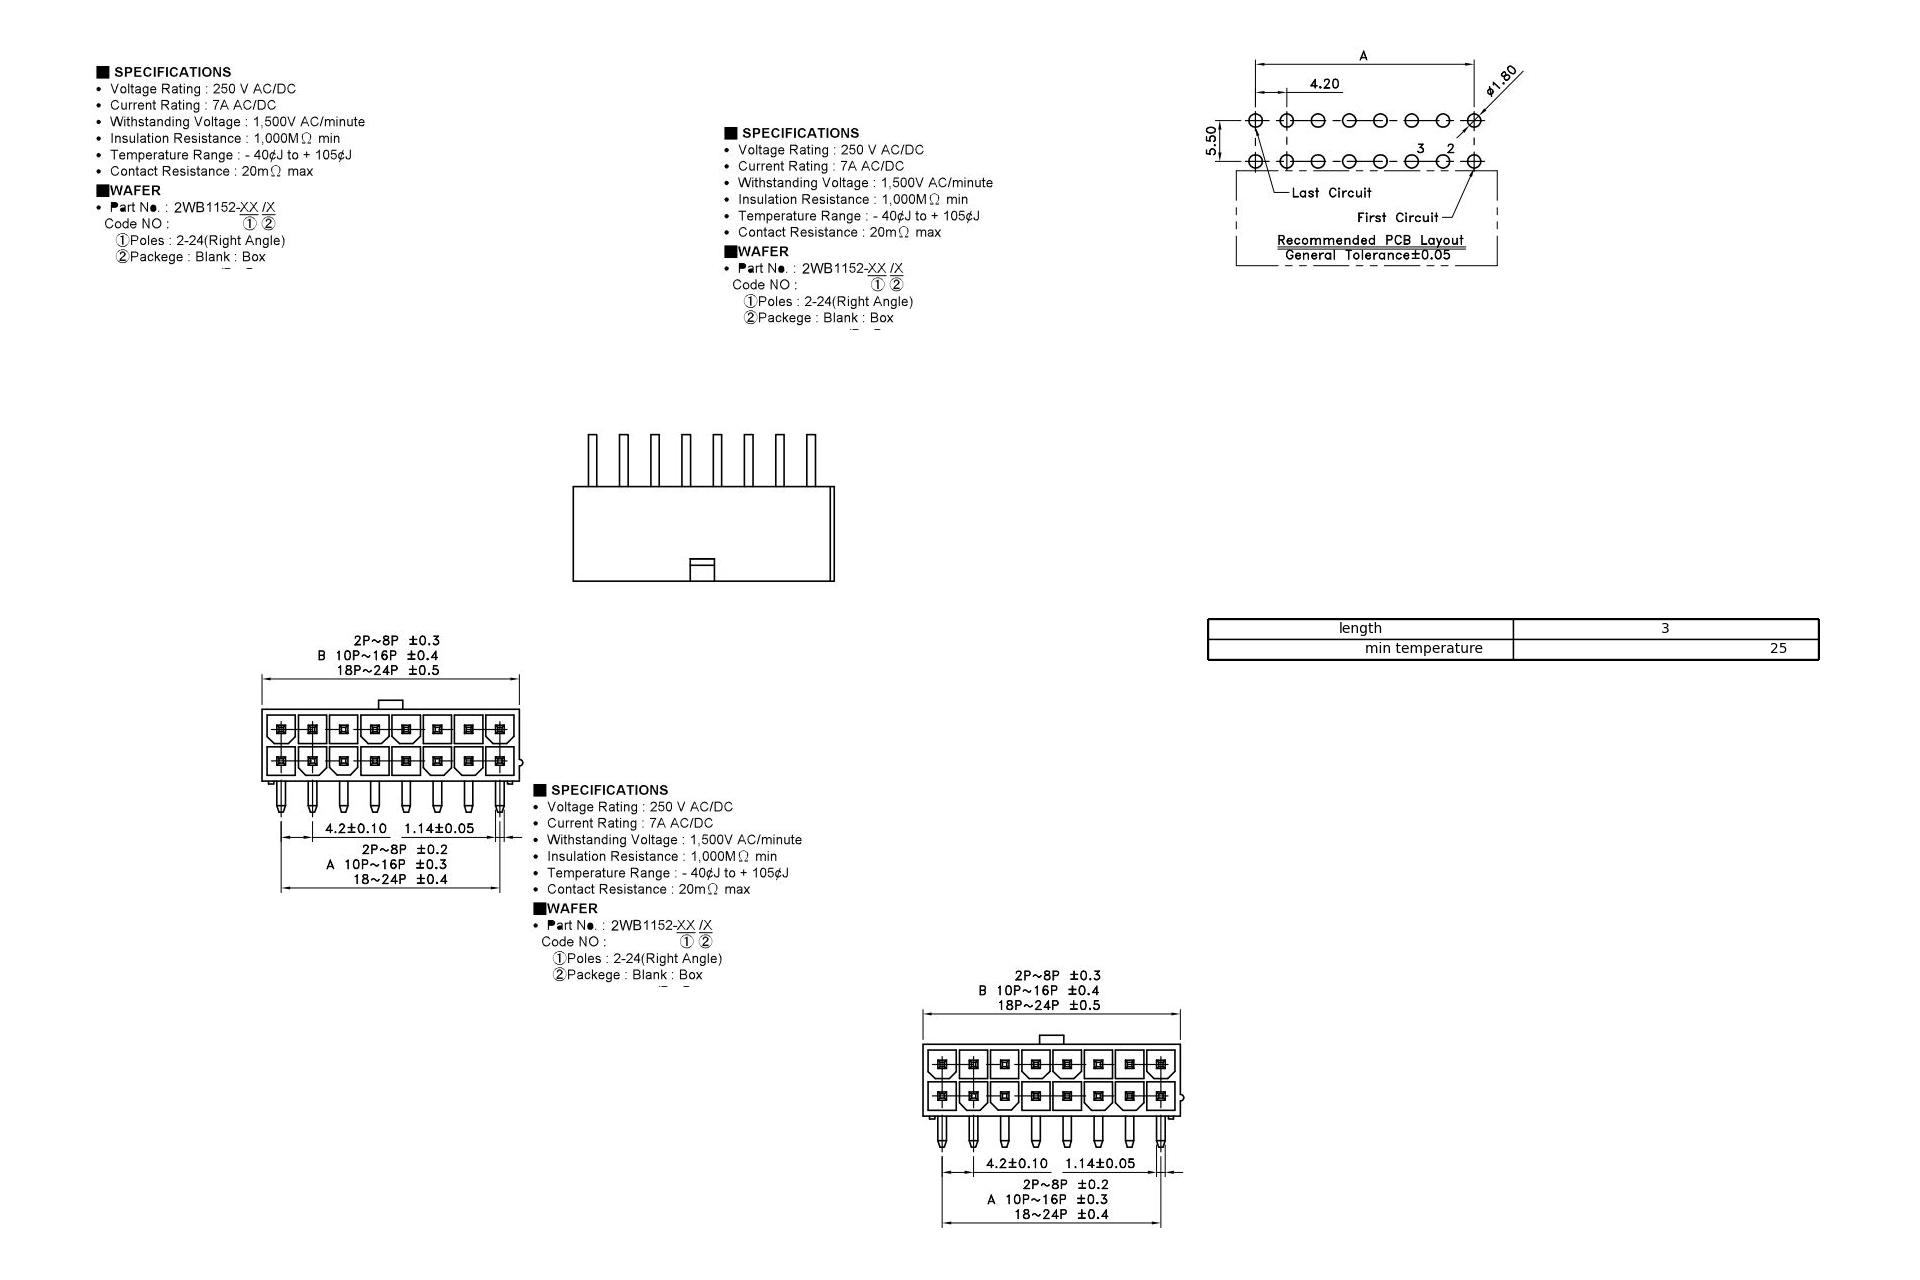 ■ SPECIFICATIONS
• Voltage Rating : 250 V AC/DC
• Current Rating : 7A AC/DC
• Withstanding Voltage : 1,500V AC/minute
• Insulation Resistance : 1,000MΩ min
• Temperature Range : - 40¢J to + 105¢J
• Contact Resistance : 20mΩ max
■WAFER
• Part No. : 2WB1152-XX /X
Code NO : ① ②
①Poles : 2-24(Right Angle)
②Packege : Blank : Box
■ SPECIFICATIONS
• Voltage Rating : 250 V AC/DC
• Current Rating : 7A AC/DC
• Withstanding Voltage : 1,500V AC/minute
• Insulation Resistance : 1,000MΩ min
• Temperature Range : - 40¢J to + 105¢J
• Contact Resistance : 20mΩ max
■WAFER
• Part No. : 2WB1152-XX /X
Code NO : ① ②
①Poles : 2-24(Right Angle)
②Packege : Blank : Box
A
4.20
ø1.80
5.50
3 2
Last Circuit
First Circuit
Recommended PCB Layout
General Tolerance±0.05
length 3
min temperature 25
2P~8P ±0.3
B 10P~16P ±0.4
18P~24P ±0.5
4.2±0.10 1.14±0.05
2P~8P ±0.2
A 10P~16P ±0.3
18~24P ±0.4
■ SPECIFICATIONS
• Voltage Rating : 250 V AC/DC
• Current Rating : 7A AC/DC
• Withstanding Voltage : 1,500V AC/minute
• Insulation Resistance : 1,000MΩ min
• Temperature Range : - 40¢J to + 105¢J
• Contact Resistance : 20mΩ max
■WAFER
• Part No. : 2WB1152-XX /X
Code NO : ① ②
①Poles : 2-24(Right Angle)
②Packege : Blank : Box
2P~8P ±0.3
B 10P~16P ±0.4
18P~24P ±0.5
4.2±0.10 1.14±0.05
2P~8P ±0.2
A 10P~16P ±0.3
18~24P ±0.4